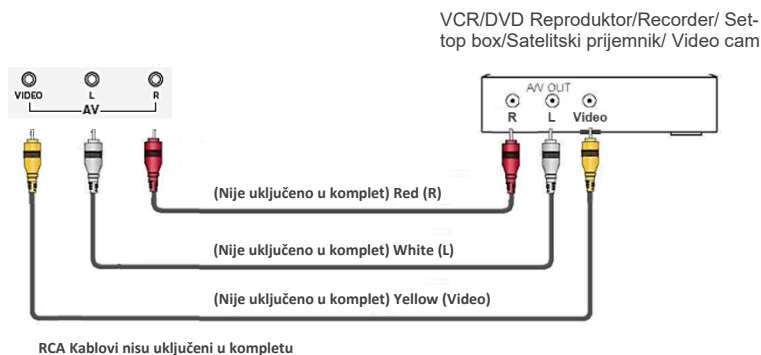 VCR/DVD Reproduktor/Recorder/ Set-
top box/Satelitski prijemnik/ Video cam
VIDEO L R
AV
A/V OUT
R L Video
(Nije uključeno u komplet) Red (R)
(Nije uključeno u komplet) White (L)
(Nije uključeno u komplet) Yellow (Video)
RCA Kablovi nisu uključeni u kompletu